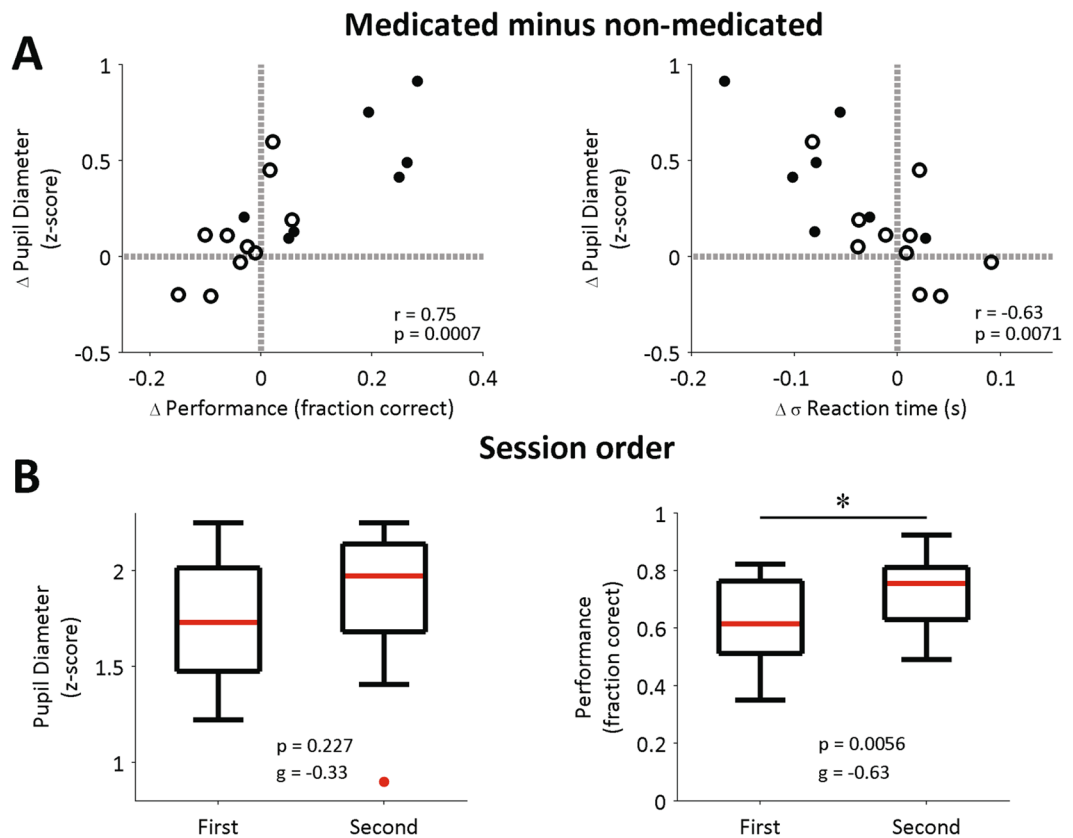 Medicated minus non-medicated
A
1
0.5
0
-0.5
Δ Pupil Diameter
(z-score)
r = 0.75
p = 0.0007
-0.2
0
0.2
0.4
Δ Performance (fraction correct)
1
0.5
0
-0.5
Δ Pupil Diameter
(z-score)
r = -0.63
p = 0.0071
-0.2
-0.1
0
0.1
Δ σ Reaction time (s)
Session order
B
2
1.5
1
Pupil Diameter
(z-score)
p = 0.227
g = -0.33
First
Second
*
1
0.8
0.6
0.4
0.2
0
Performance
(fraction corect)
p = 0.0056
g = -0.63
First
Second